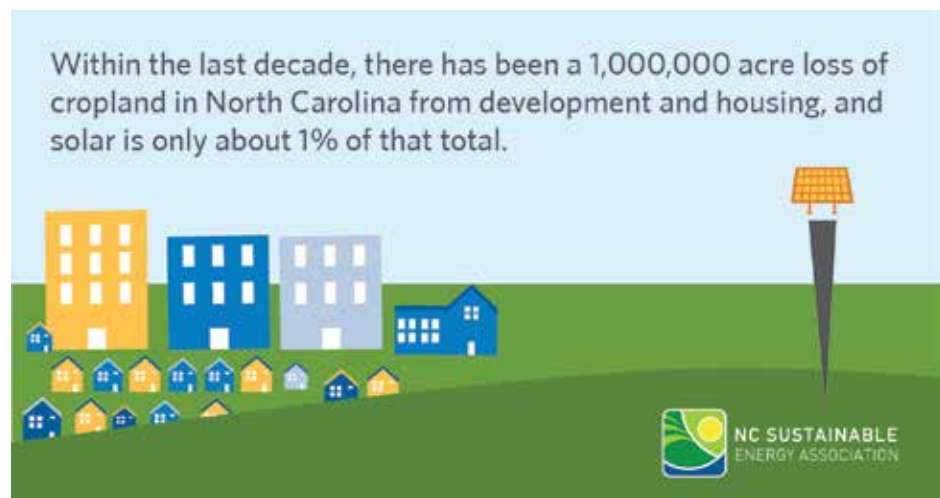 Within the last decade, there has been a 1,000,000 acre loss of
cropland in North Carolina from development and housing, and
solar is only about 1% of that total.
NC SUSTAINABLE
ENERGY ASSOCIATION